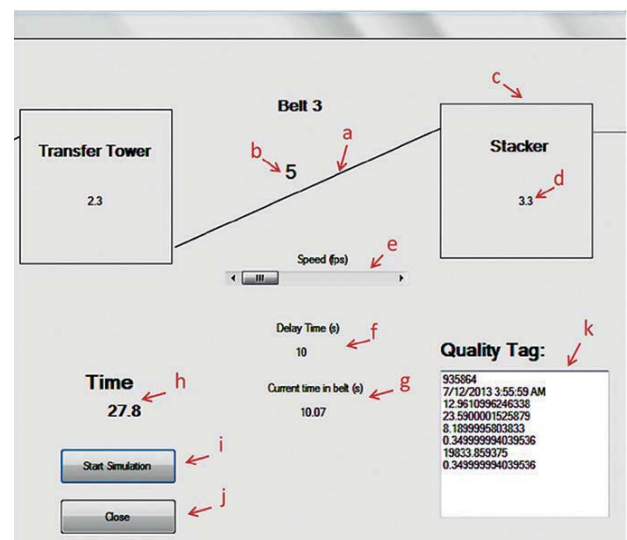 c
Belt 3
a
Transfer Tower
b
5
Stacker
2.3
d
3.3
e
Speed (fps)
Delay Time (s)
f
10
k
Quality Tag:
Time
h
27.8
Current time in belt (s)
g
10.07
935864
7/12/2013 3:55:59 AM
12.9610996246338
23.5900001525879
8.1899995803833
0.349999994039536
19833.859375
0.349999994039536
i
Start Simulation
j
Close